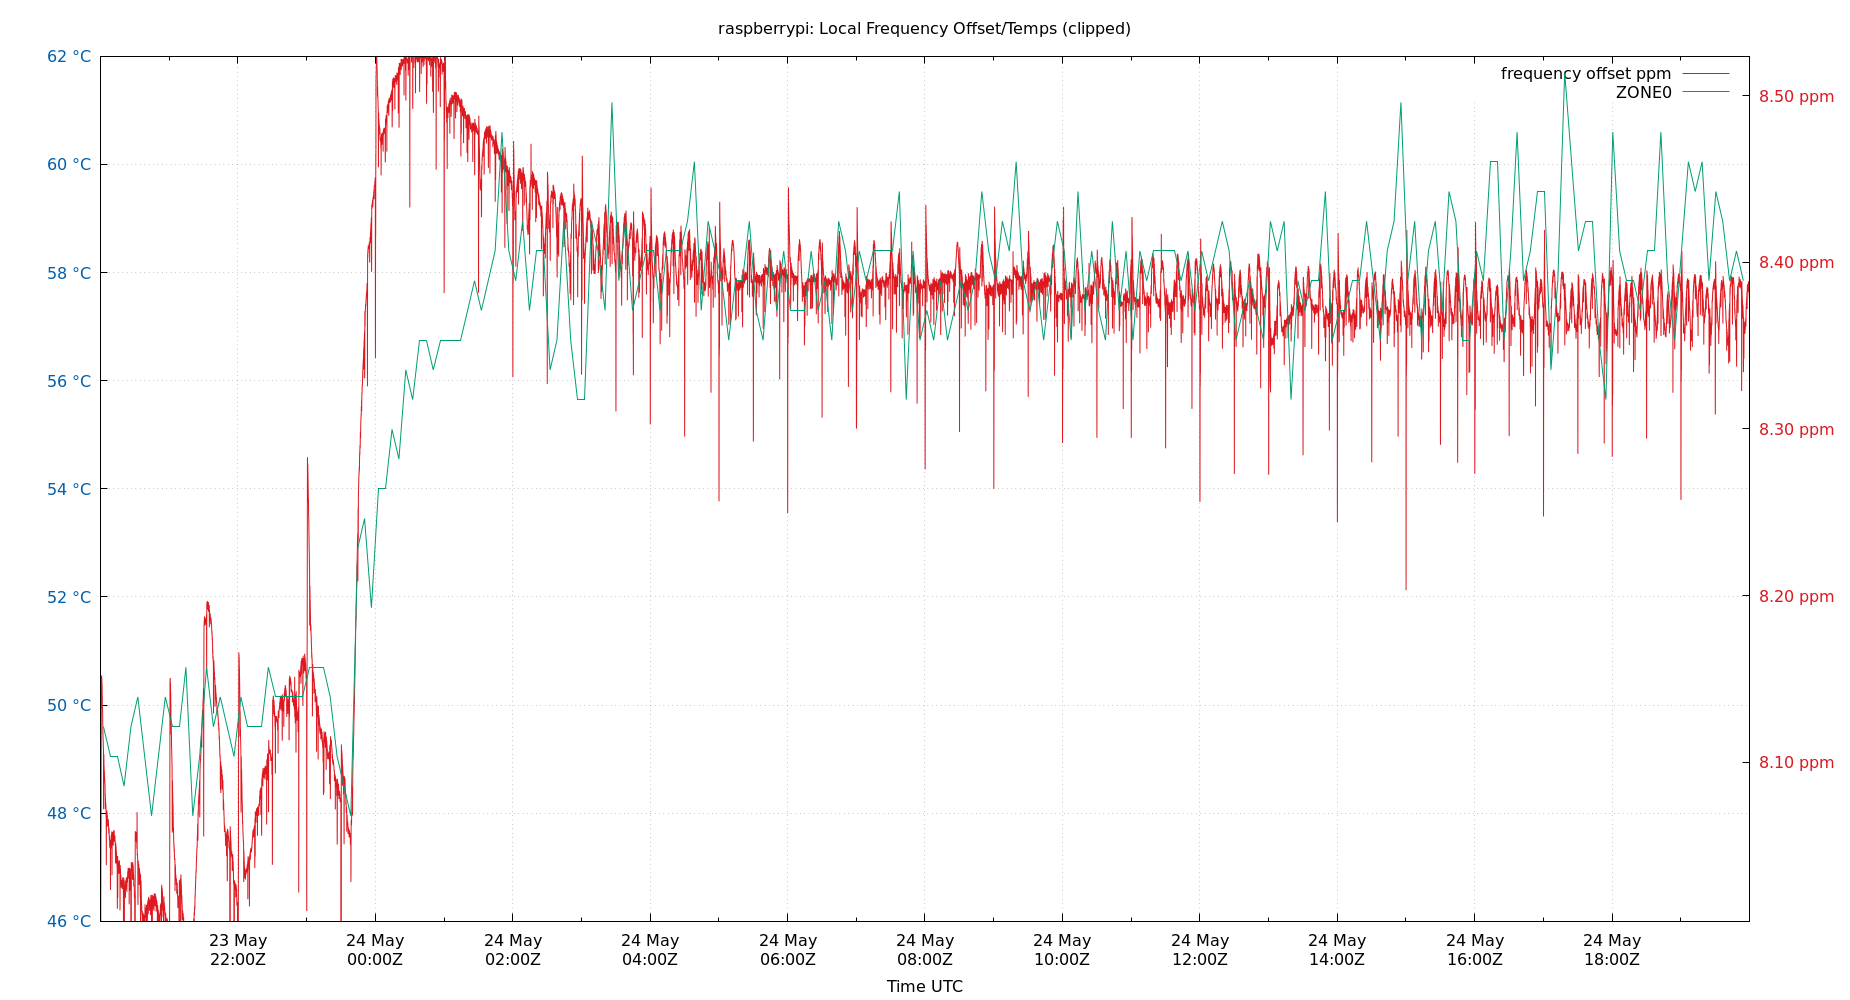 raspberrypi: Local Frequency Offset/Temps (clipped)
62 °C
60 °C
58 °C
56 °C
54 °C
52 °C
50 °C
48 °C
46 °C
frequency offset ppm
ZONE0
8.50 ppm
8.40 ppm
8.30 ppm
8.20 ppm
8.10 ppm
23 May 24 May 24 May 24 May 24 May 24 May 24 May 24 May 24 May 24 May 24 May
22:00Z 00:00Z 02:00Z 04:00Z 06:00Z 08:00Z 10:00Z 12:00Z 14:00Z 16:00Z 18:00Z
Time UTC